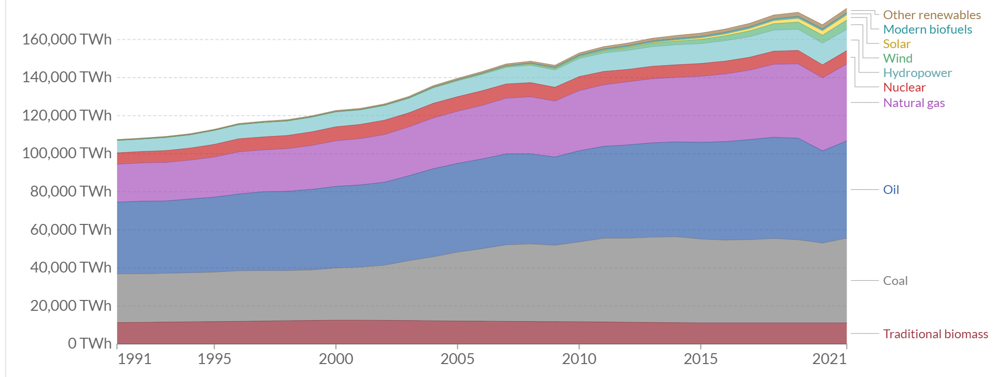 160,000 TWh
140,000 TWh
120,000 TWh
100,000 TWh
80,000 TWh
60,000 TWh
40,000 TWh
20,000 TWh
0 TWh
1991
1995
2000
2005
2010
2015
2021
Other renewables
Modern biofuels
Solar
Wind
Hydropower
Nuclear
Natural gas
Oil
Coal
Traditional biomass